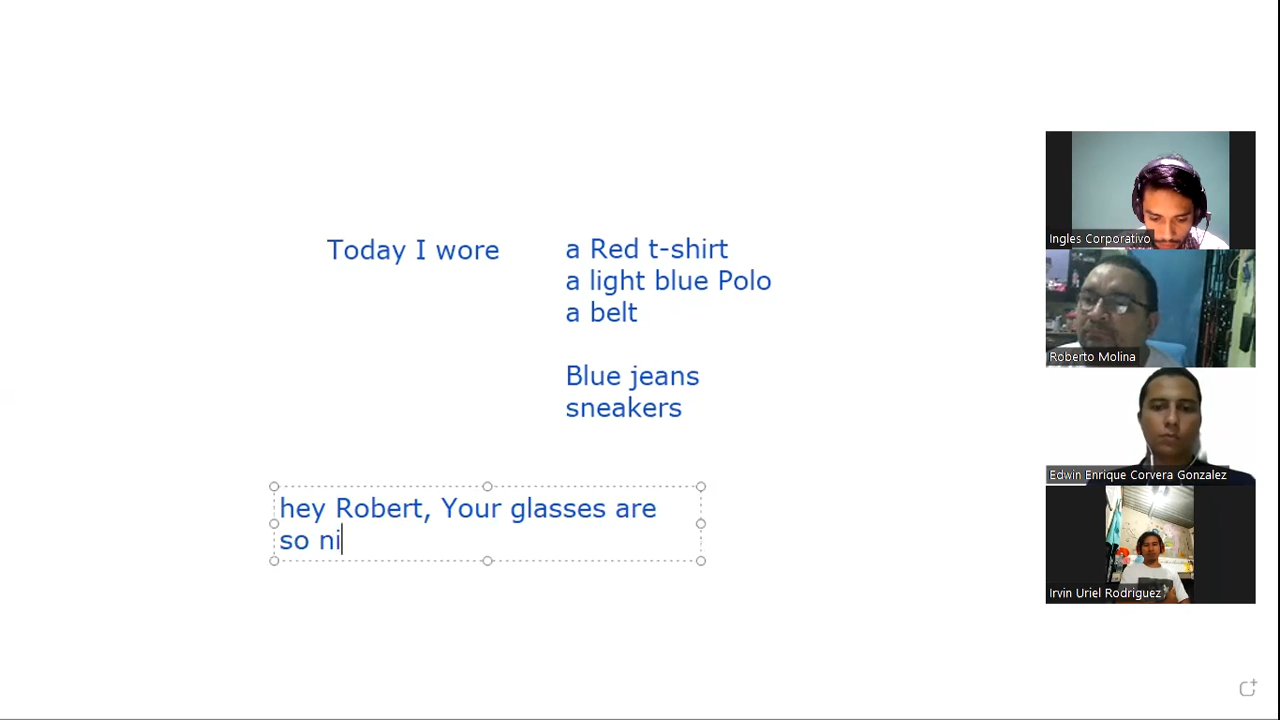 Today I wore
a Red t-shirt
a light blue Polo
a belt
Blue jeans
sneakers
hey Robert, Your glasses are
so ni
Ingles Corporativo
Roberto Molina
Edwin Enrique Corvera Gonzalez
Irvin Uriel Rodriguez